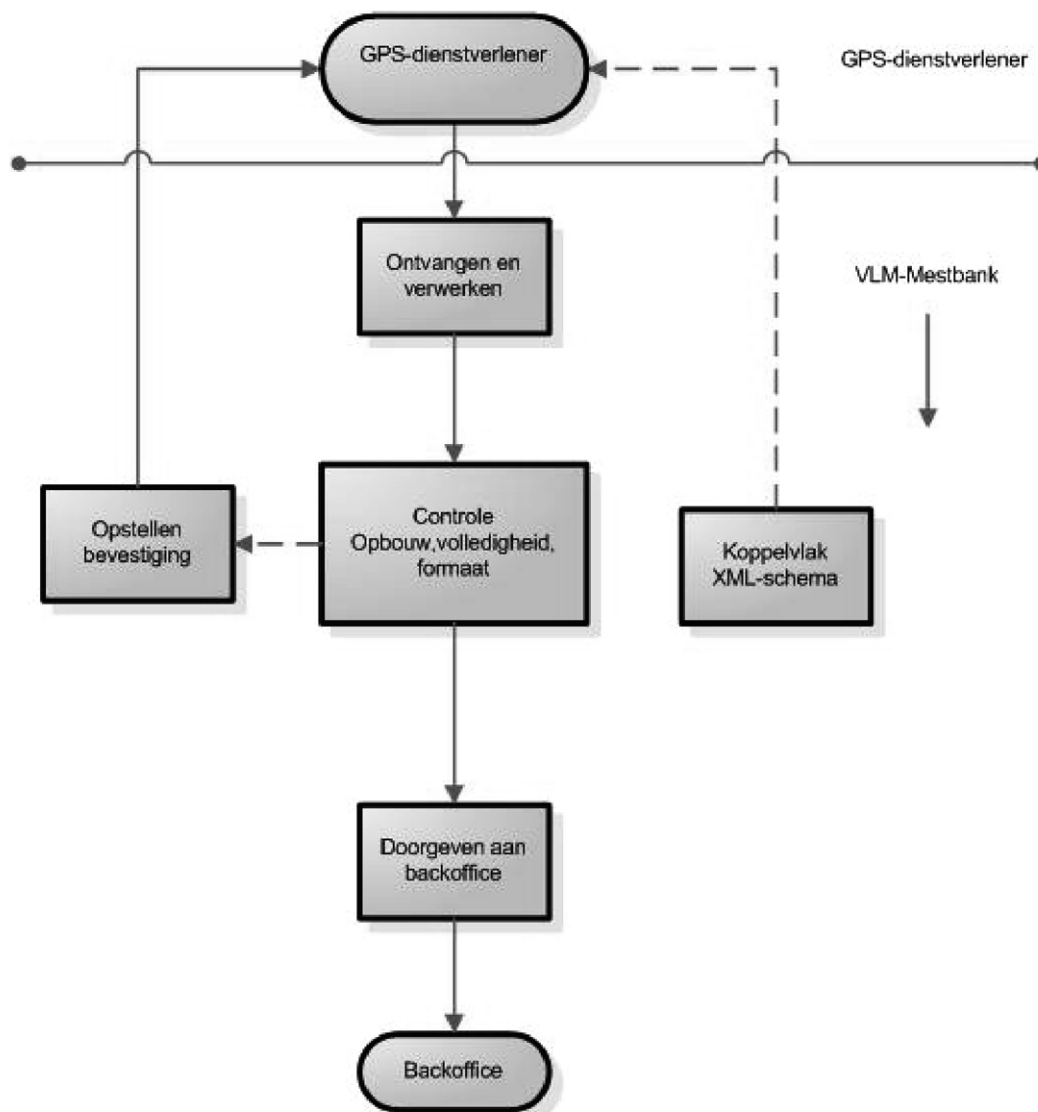 GPS-dienstverlener
GPS-dienstverlener
Ontvangen en
verwerken
VLM-Mestbank
Opstellen
bevestiging
Controle
Opbouw,volledigheid,
formaat
Koppelvlak
XML-schema
Doorgeven aan
backoffice
Backoffice